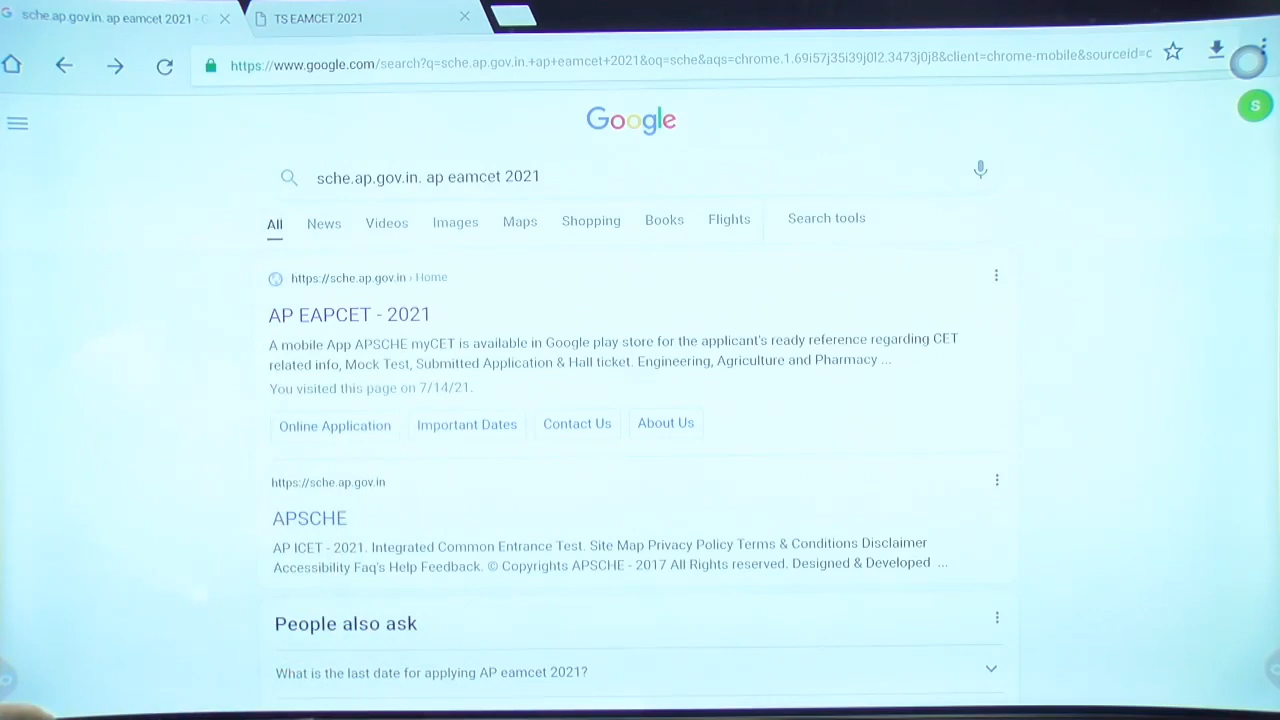 sche.ap.gov.in. ap eamcet 2021 -
TS EAMCET 2021
https://www.google.com/search?q=sche.ap.gov.in.+ap+eamcet+2021&oq=sche&aqs=chrome.1.69i57j35i39j0l2.3473j0j8&client=chrome-mobile&sourceid=c
S
Google
sche.ap.gov.in. ap eamcet 2021
All News Videos Images Maps Shopping Books Flights Search tools
https://sche.ap.gov.in › Home
AP EAPCET - 2021
A mobile App APSCHE myCET is available in Google play store for the applicant's ready reference regarding CET
related info, Mock Test, Submitted Application & Hall ticket. Engineering, Agriculture and Pharmacy ...
You visited this page on 7/14/21.
Online Application Important Dates Contact Us About Us
https://sche.ap.gov.in
APSCHE
AP ICET - 2021. Integrated Common Entrance Test. Site Map Privacy Policy Terms & Conditions Disclaimer
Accessibility Faq's Help Feedback. © Copyrights APSCHE - 2017 All Rights reserved. Designed & Developed ...
People also ask
What is the last date for applying AP eamcet 2021?